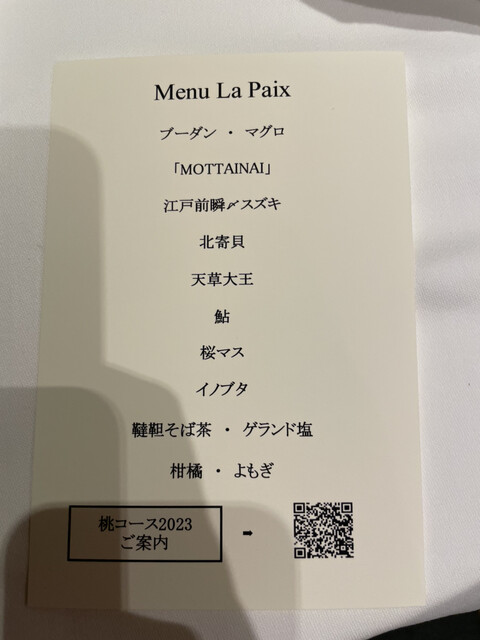 Menu La Paix
ブーダン ・ マグロ
「MOTTAINAI」
江戸前瞬〆スズキ
北寄貝
天草大王
鮎
桜マス
イノブタ
韃靼そば茶 ・ ゲランド塩
柑橘 ・ よもぎ
桃コース2023
ご案内
➡